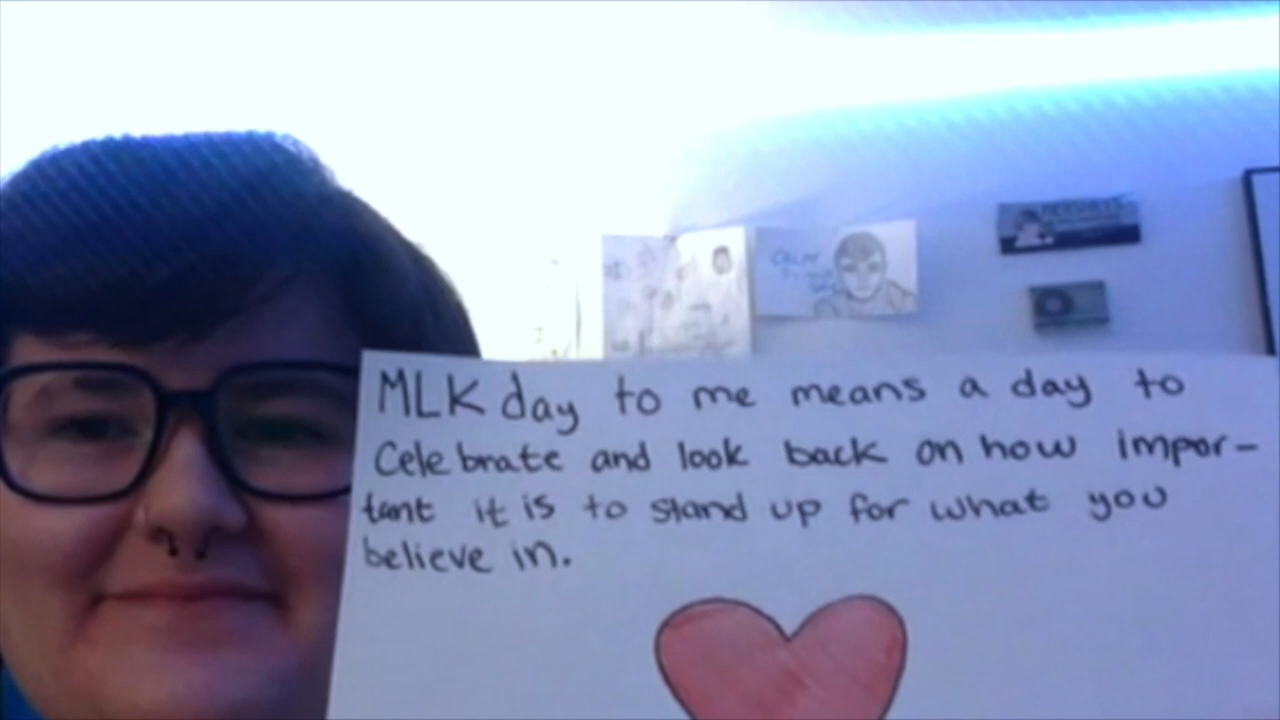 MLK day to me means a day to
Celebrate and look back on how impor-
tant it is to stand up for what you
believe in.